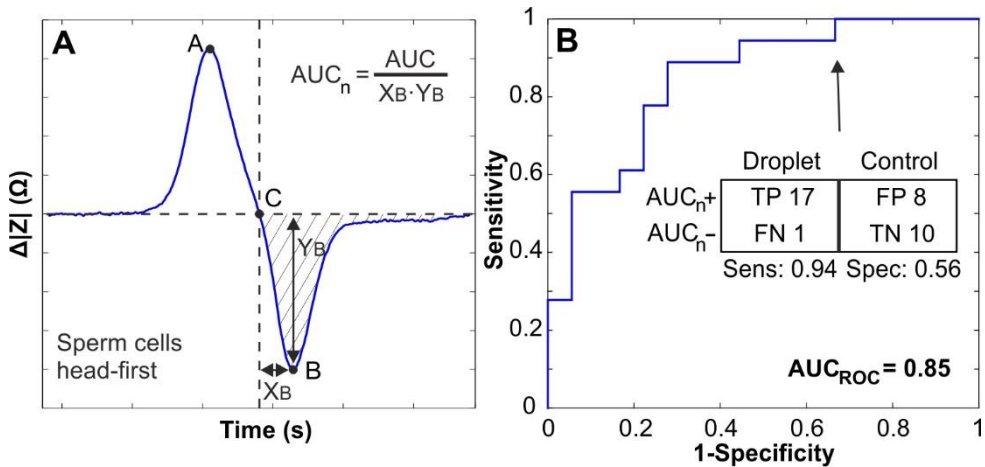 A
A
AUCn = AUC / XB·YB
C
YB
B
XB
Sperm cells
head-first
Δ|Z| (Ω)
Time (s)
B
1
0.8
0.6
0.4
0.2
0
0 0.2 0.4 0.6 0.8 1
Sensitivity
1-Specificity
Droplet Control
AUCn+ TP 17 FP 8
AUCn− FN 1 TN 10
Sens: 0.94 Spec: 0.56
AUCROC = 0.85